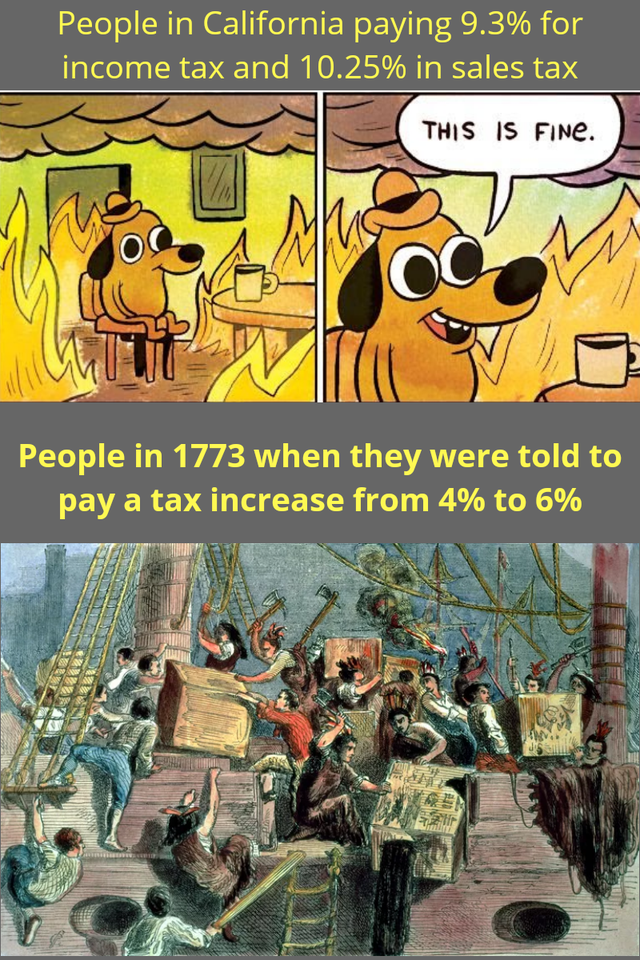 People in California paying 9.3% for
income tax and 10.25% in sales tax
THIS IS FINE.
People in 1773 when they were told to
pay a tax increase from 4% to 6%